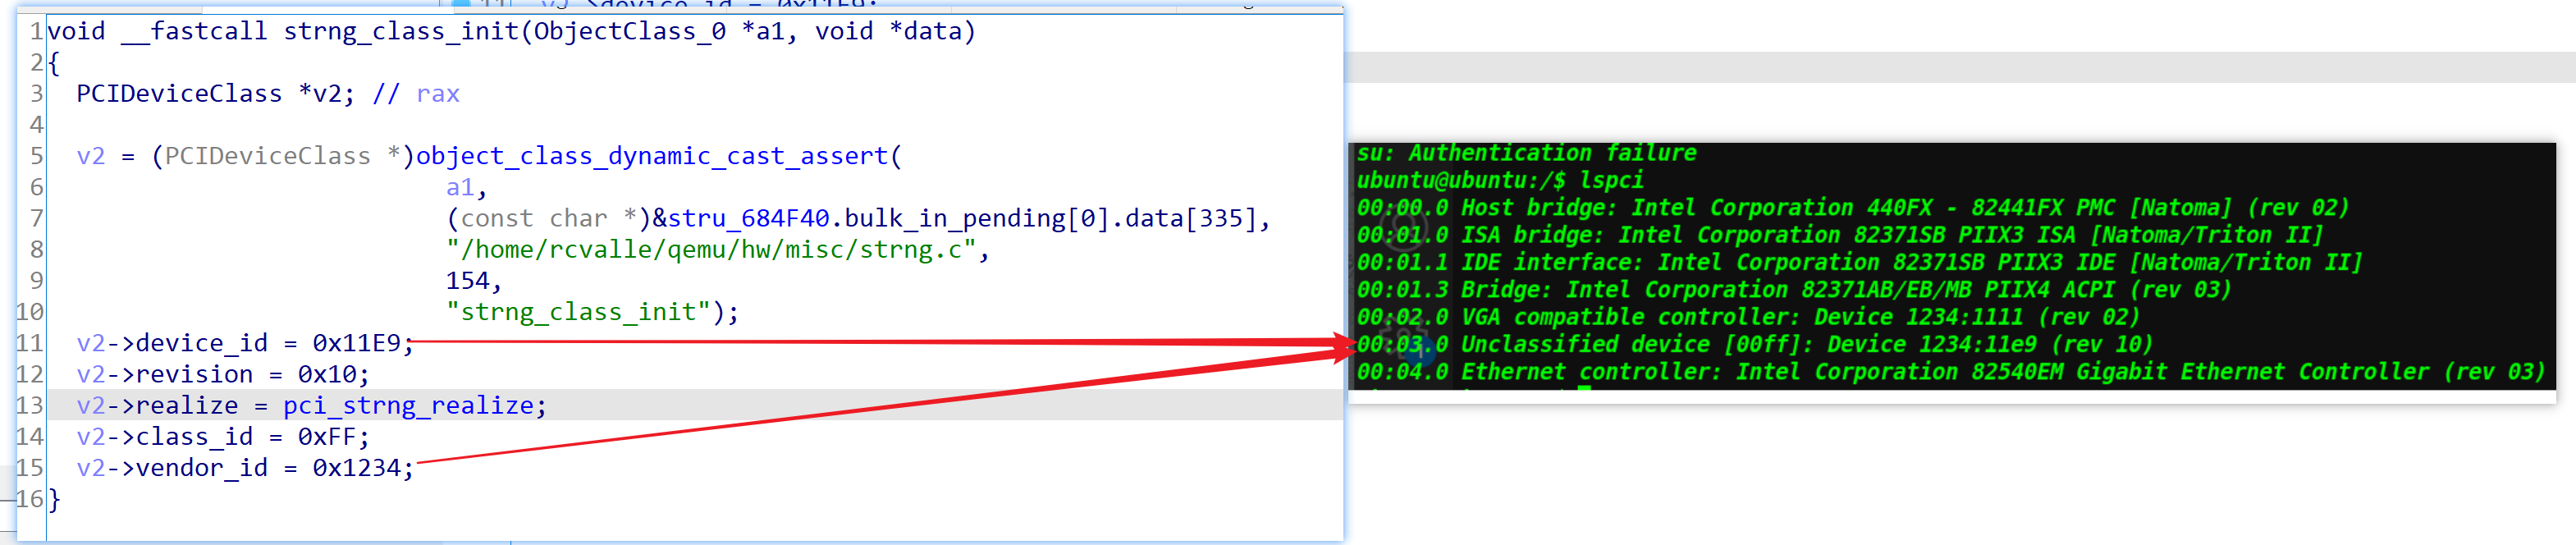 1 void __fastcall strng_class_init(ObjectClass_0 *a1, void *data)
2 {
3 PCIDeviceClass *v2; // rax
4
5 v2 = (PCIDeviceClass *)object_class_dynamic_cast_assert(
6 a1,
7 (const char *)&stru_684F40.bulk_in_pending[0].data[335],
8 "/home/rcvalle/qemu/hw/misc/strng.c",
9 154,
10 "strng_class_init");
11 v2->device_id = 0x11E9;
12 v2->revision = 0x10;
13 v2->realize = pci_strng_realize;
14 v2->class_id = 0xFF;
15 v2->vendor_id = 0x1234;
16 }
su: Authentication failure
ubuntu@ubuntu:/$ lspci
00:00.0 Host bridge: Intel Corporation 440FX - 82441FX PMC [Natoma] (rev 02)
00:01.0 ISA bridge: Intel Corporation 82371SB PIIX3 ISA [Natoma/Triton II]
00:01.1 IDE interface: Intel Corporation 82371SB PIIX3 IDE [Natoma/Triton II]
00:01.3 Bridge: Intel Corporation 82371AB/EB/MB PIIX4 ACPI (rev 03)
00:02.0 VGA compatible controller: Device 1234:1111 (rev 02)
00:03.0 Unclassified device [00ff]: Device 1234:11e9 (rev 10)
00:04.0 Ethernet controller: Intel Corporation 82540EM Gigabit Ethernet Controller (rev 03)